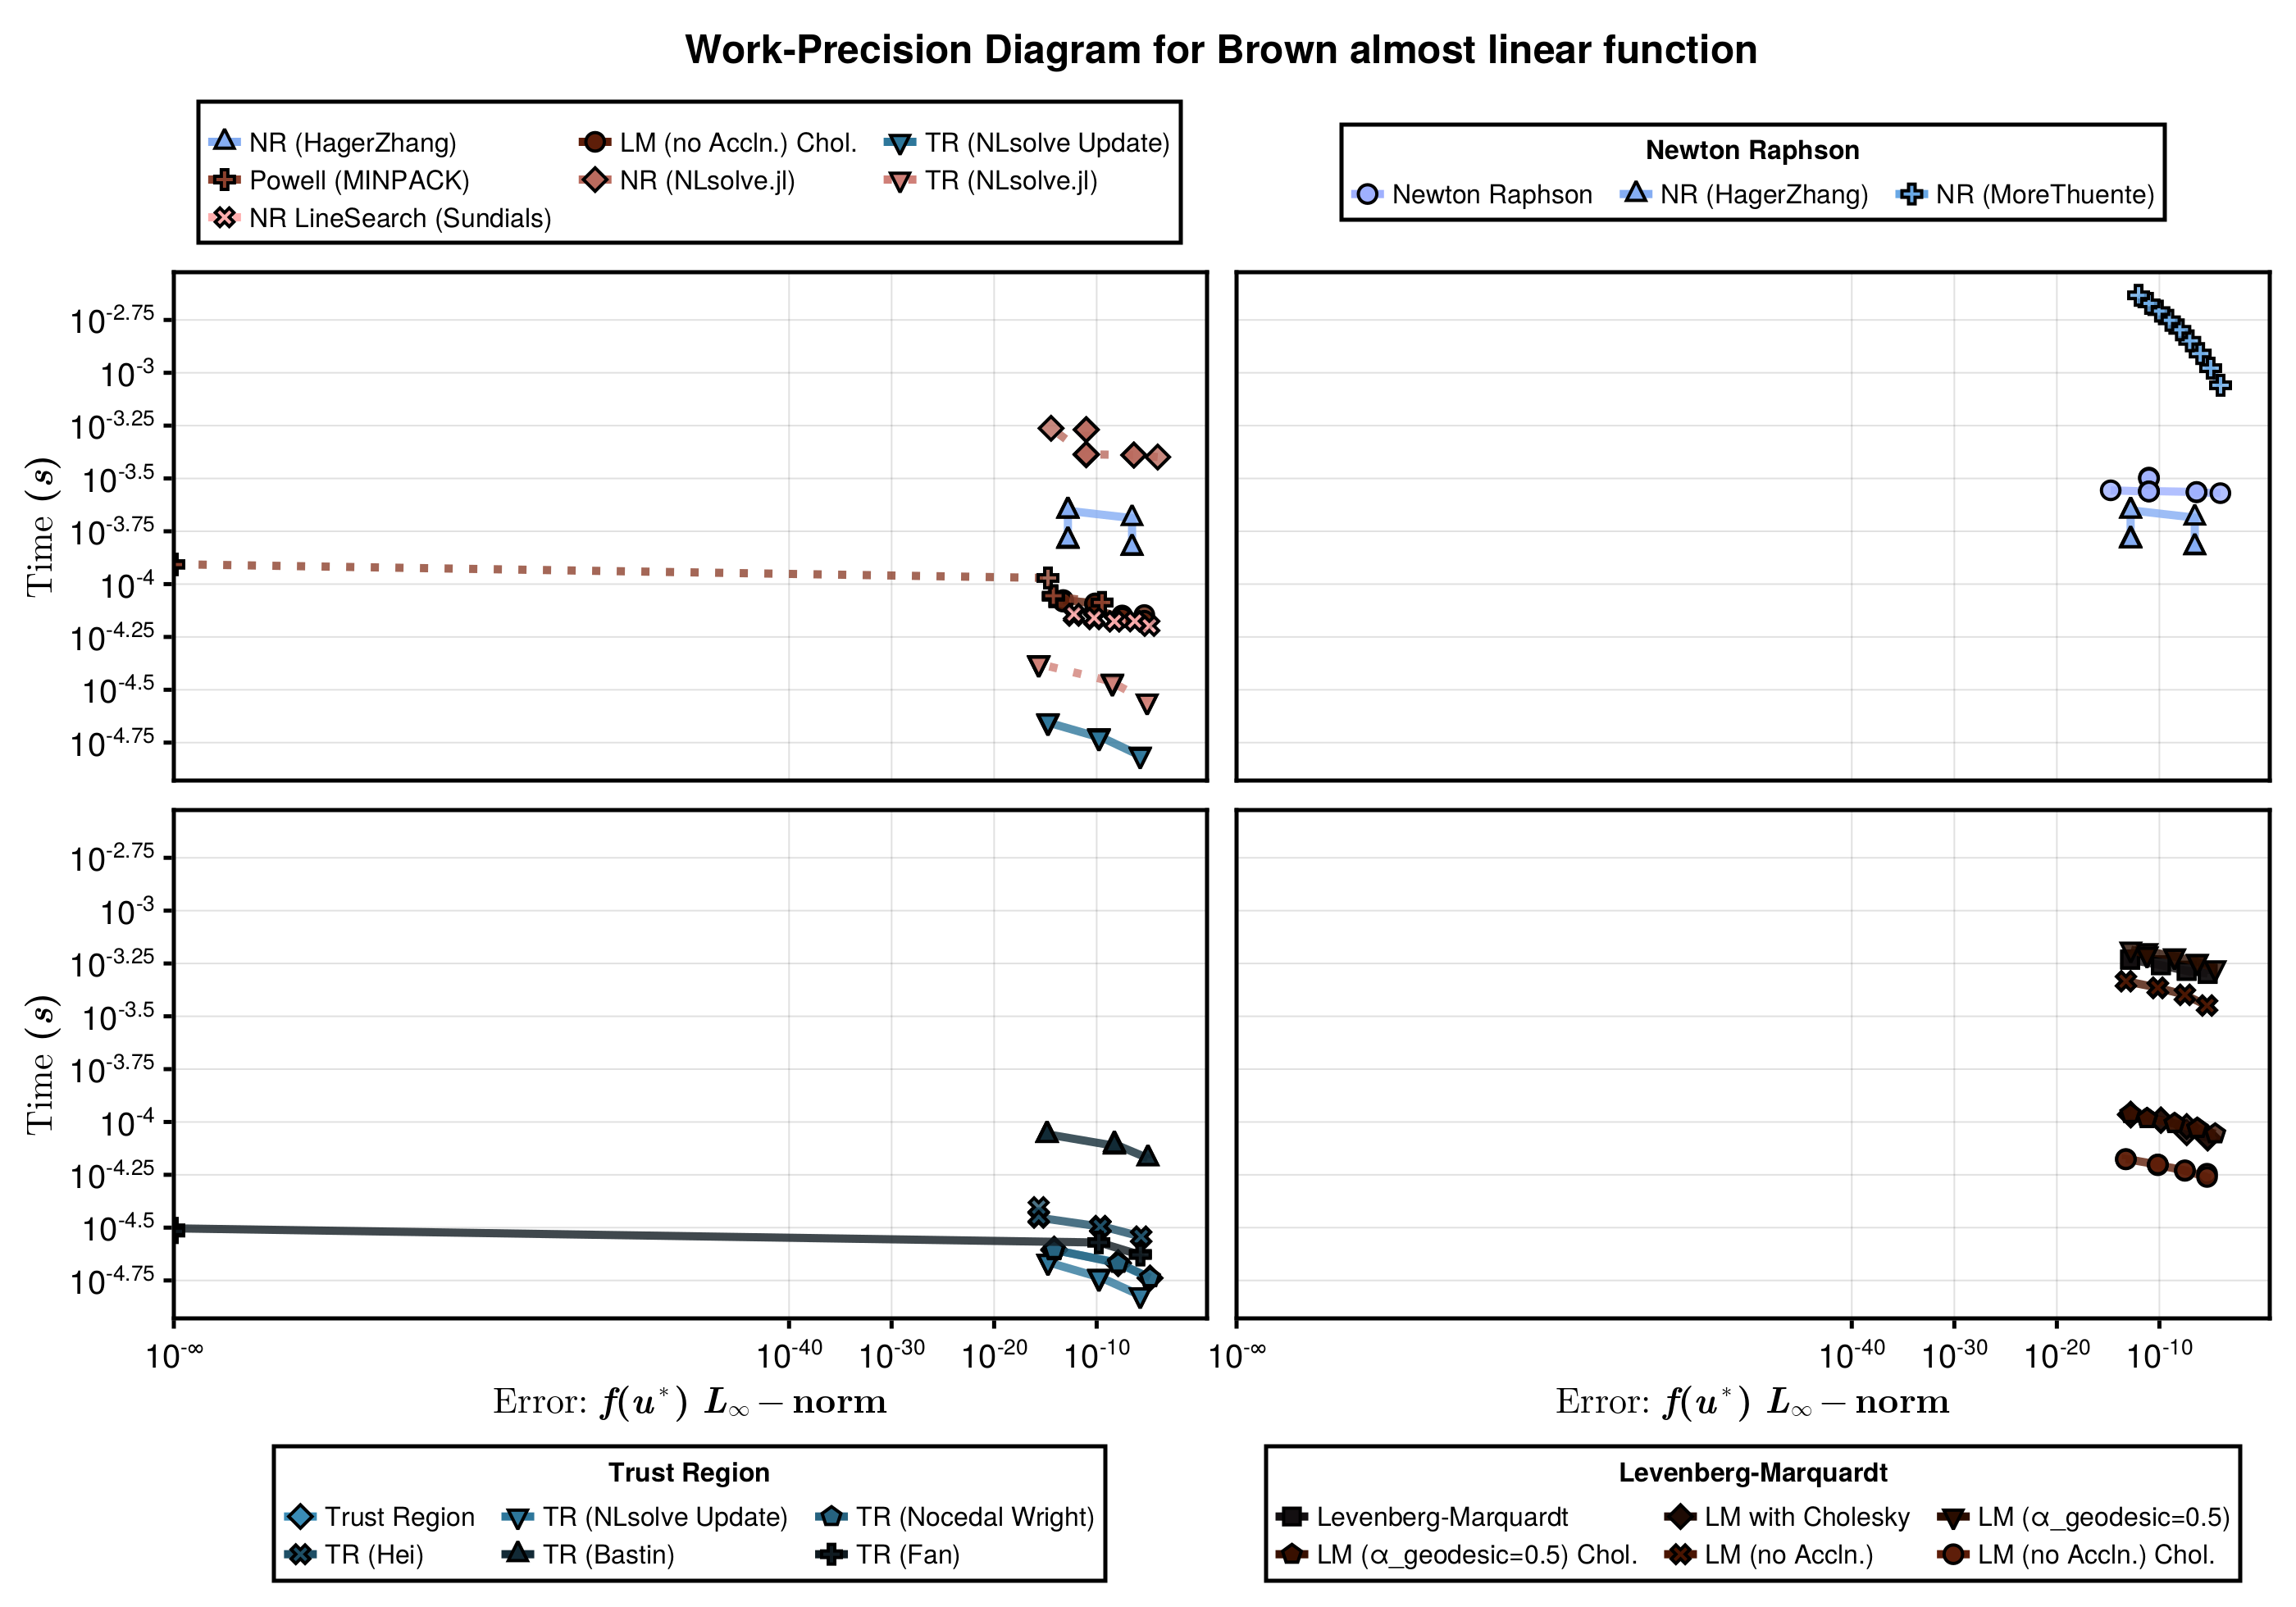 Work-Precision Diagram for Brown almost linear function
NR (HagerZhang) LM (no Accln.) Chol. TR (NLsolve Update)
Powell (MINPACK) NR (NLsolve.jl) TR (NLsolve.jl)
NR LineSearch (Sundials)
Newton Raphson
Newton Raphson NR (HagerZhang) NR (MoreThuente)
Time (s)
10^-2.75
10^-3
10^-3.25
10^-3.5
10^-3.75
10^-4
10^-4.25
10^-4.5
10^-4.75
Time (s)
10^-2.75
10^-3
10^-3.25
10^-3.5
10^-3.75
10^-4
10^-4.25
10^-4.5
10^-4.75
10^-∞ 10^-40 10^-30 10^-20 10^-10
10^-∞ 10^-40 10^-30 10^-20 10^-10
Error: f(u*) L∞ − norm
Error: f(u*) L∞ − norm
Trust Region
Trust Region TR (NLsolve Update) TR (Nocedal Wright)
TR (Hei) TR (Bastin) TR (Fan)
Levenberg-Marquardt
Levenberg-Marquardt LM with Cholesky LM (α_geodesic=0.5)
LM (α_geodesic=0.5) Chol. LM (no Accln.) LM (no Accln.) Chol.